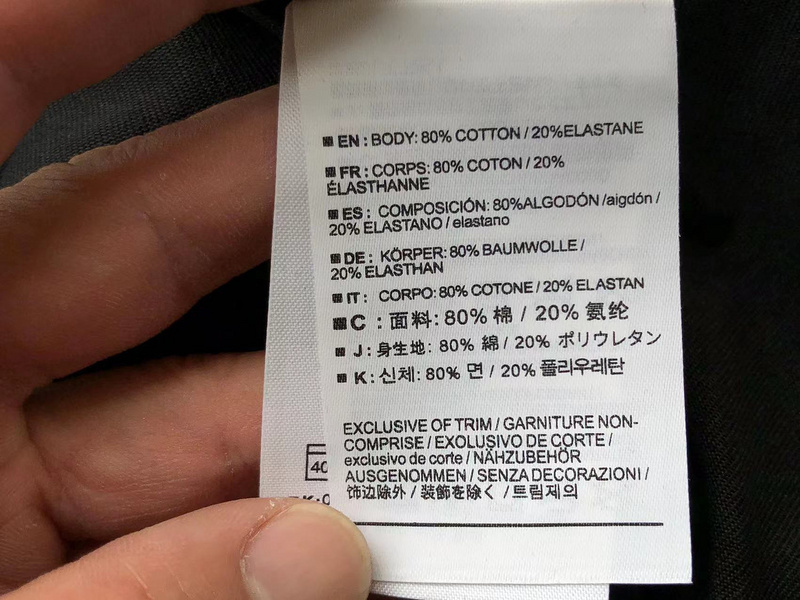 EN : BODY: 80% COTTON / 20%ELASTANE
FR : CORPS: 80% COTON / 20%
ÉLASTHANNE
ES : COMPOSICIÓN: 80%ALGODÓN /aigdón/
20% ELASTANO / elastano
DE : KÖRPER: 80% BAUMWOLLE /
20% ELASTHAN
IT : CORPO: 80% COTONE / 20% ELASTAN
C : 面料: 80% 棉 / 20% 氨纶
J : 身生地: 80% 綿 / 20% ポリウレタン
K : 신체: 80% 면 / 20% 폴리우레탄
EXCLUSIVE OF TRIM / GARNITURE NON-
COMPRISE / EXOLUSIVO DE CORTE /
exclusivo de corte / NÄHZUBEHÖR
AUSGENOMMEN / SENZA DECORAZIONI /
饰边除外 / 装飾を除く / 트림제의
40